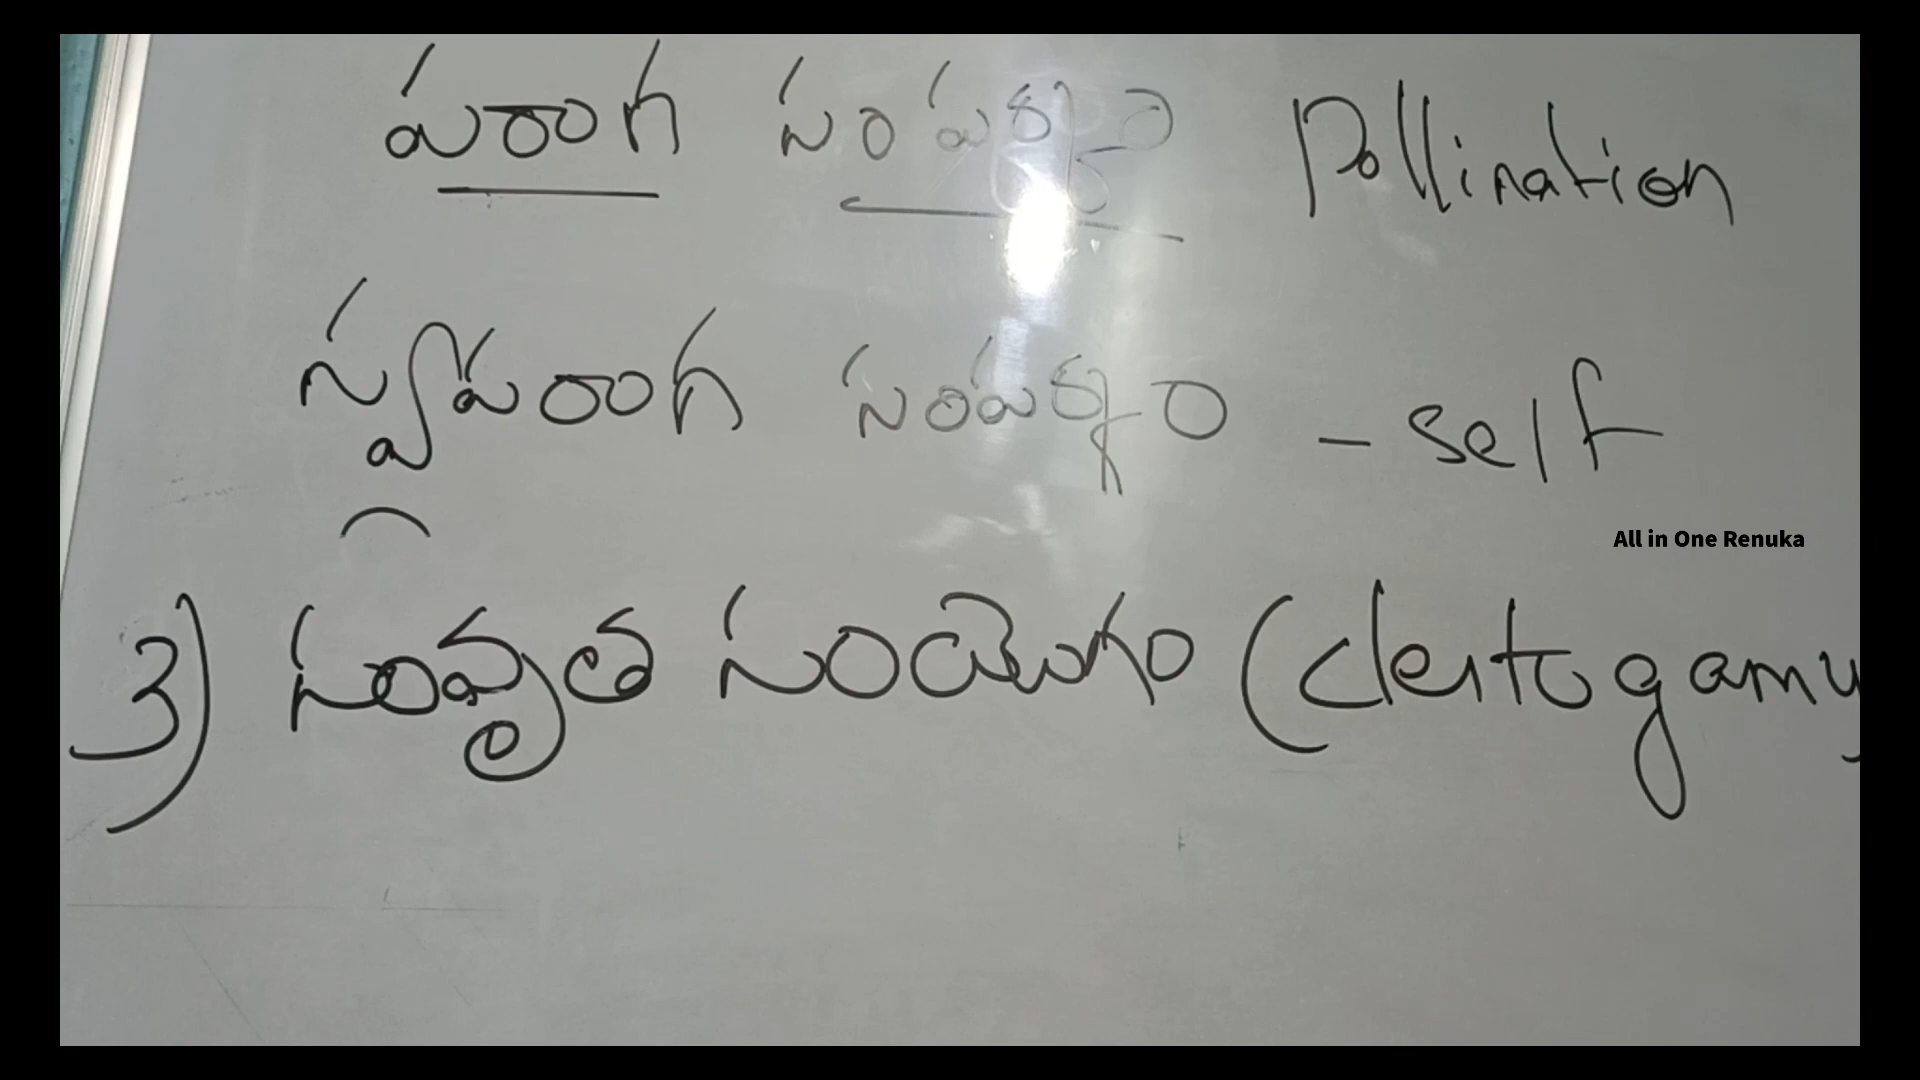 పరాగ సంపర్కం Pollination
స్వపరాగ సంపర్కం - self
All in One Renuka
3) సంవృత సంయోగం (cleitogamy